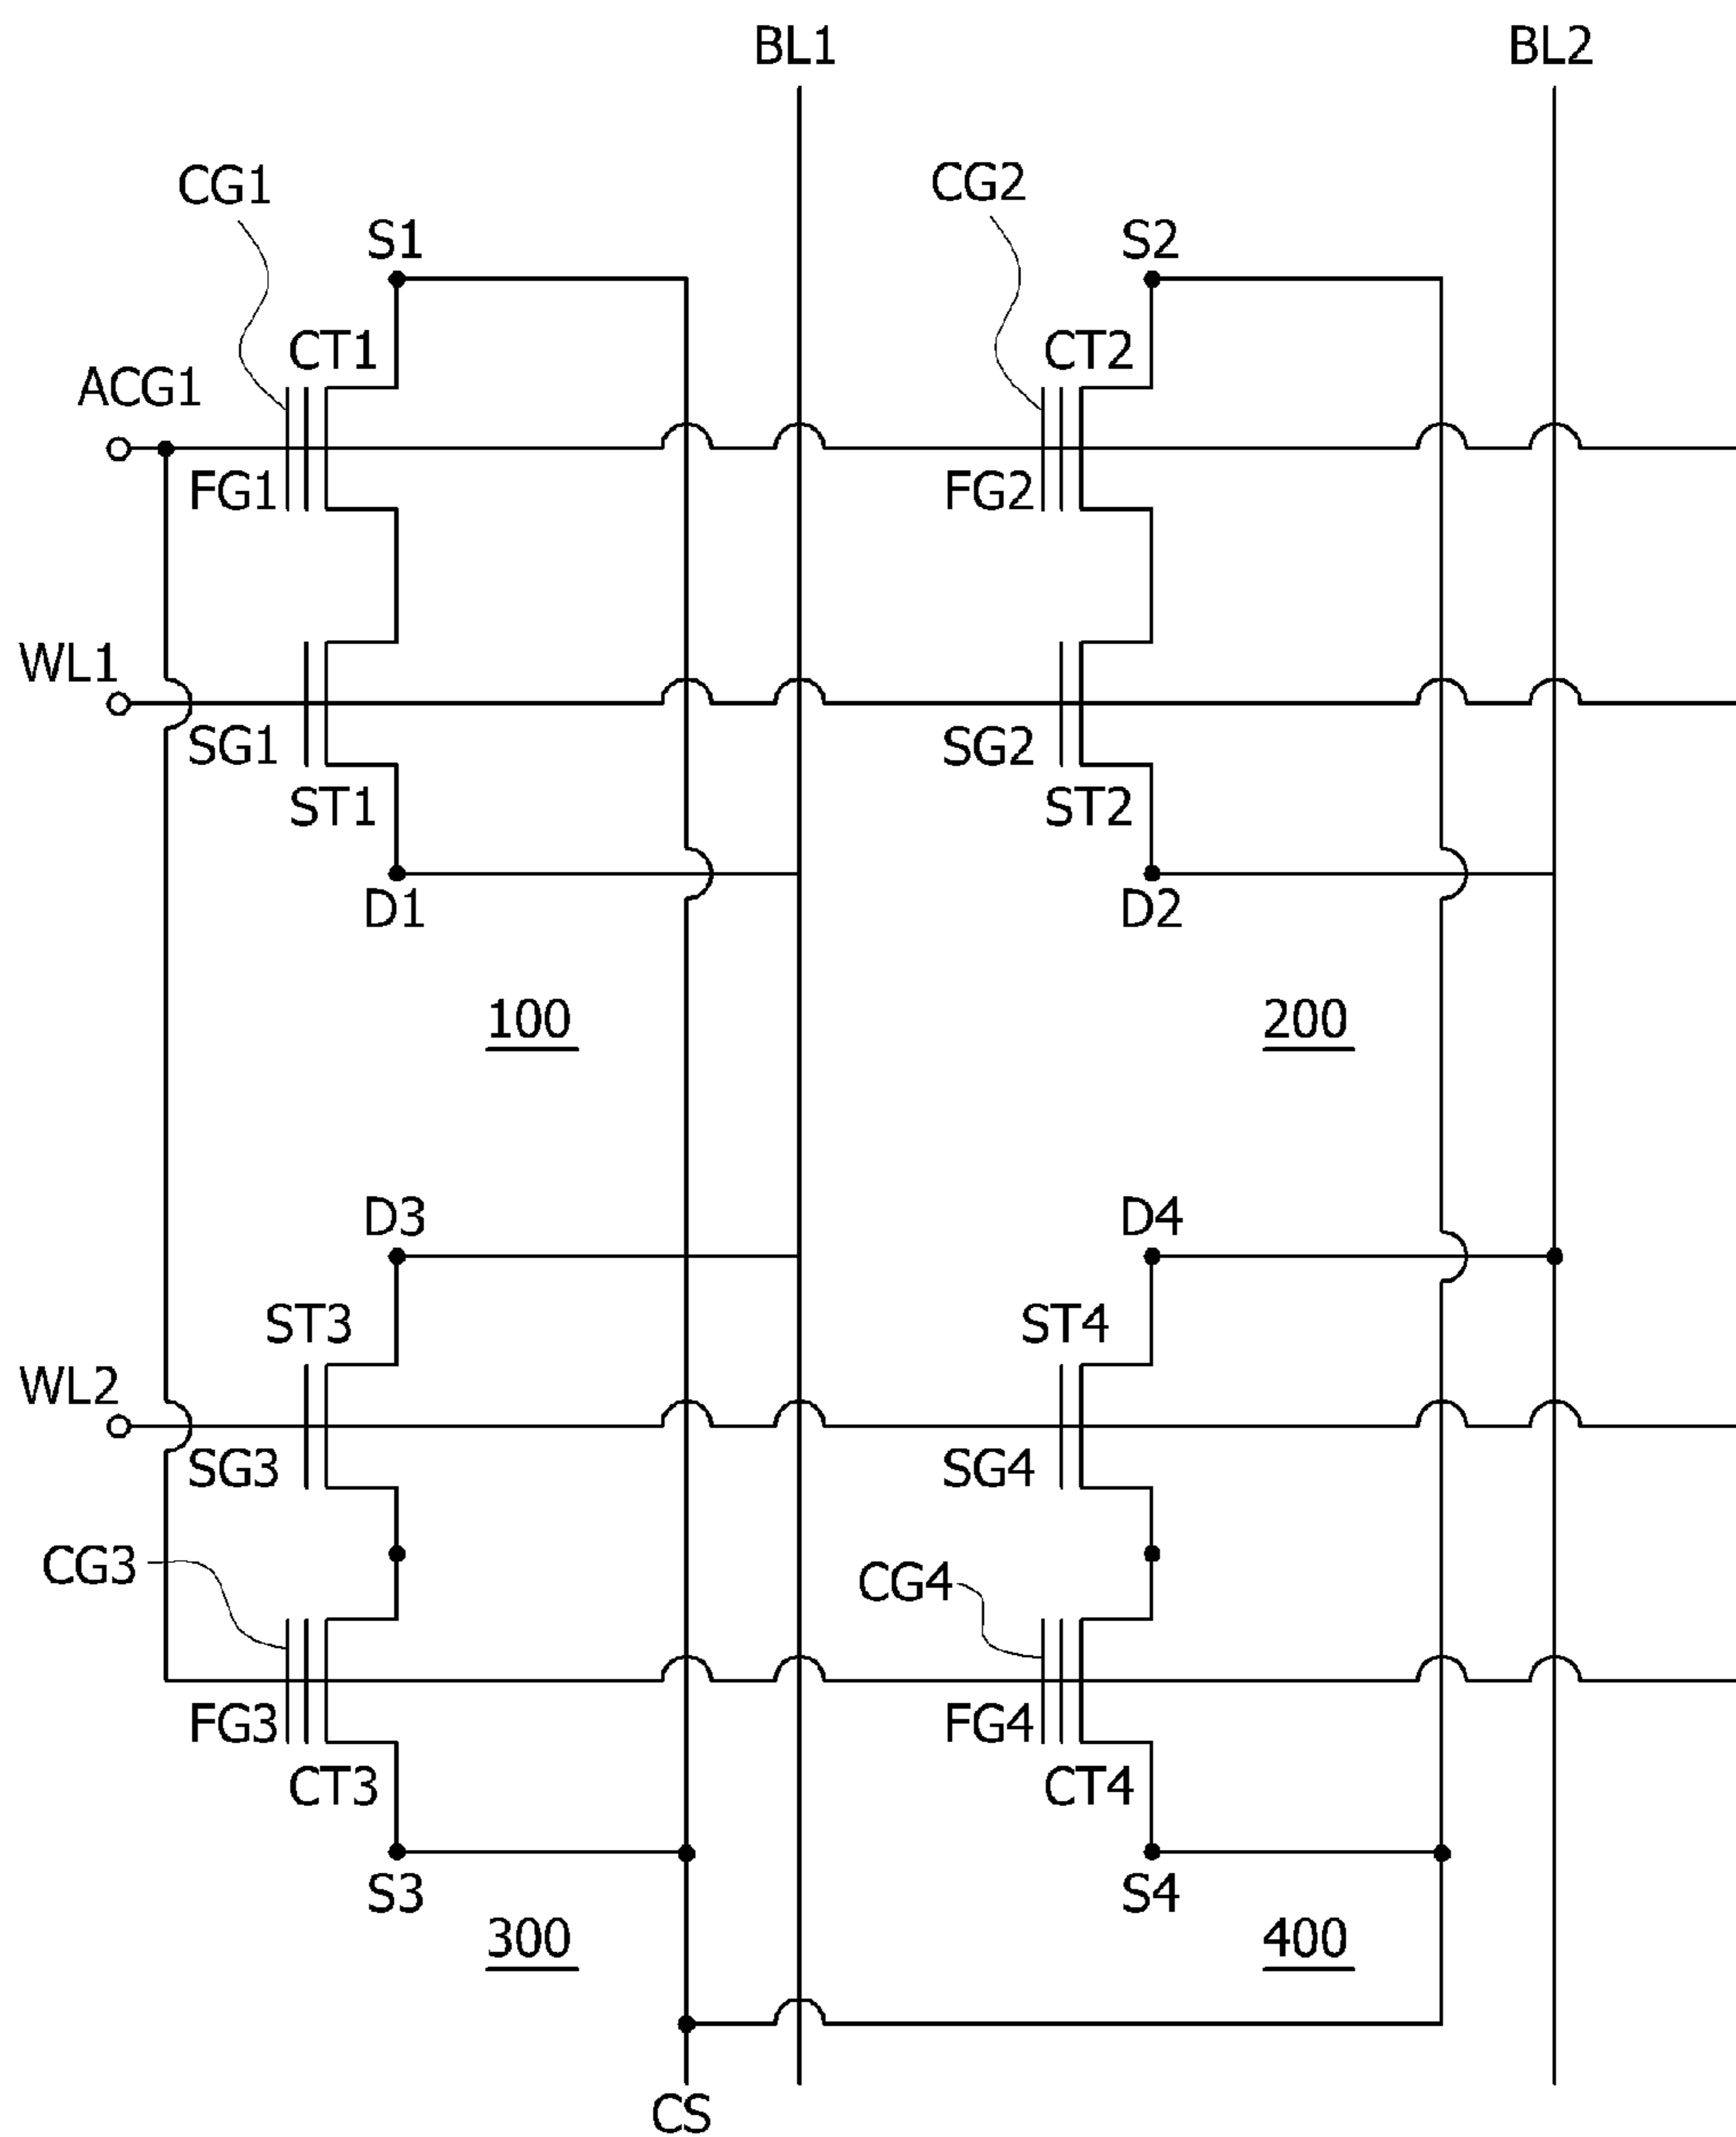 BL1 BL2
CG1 CG2
S1 S2
CT1 CT2
ACG1
FG1 FG2
WL1
SG1 SG2
ST1 ST2
D1 D2
100 200
D3 D4
ST3 ST4
WL2
SG3 SG4
CG3 CG4
FG3 FG4
CT3 CT4
S3 S4
300 400
CS